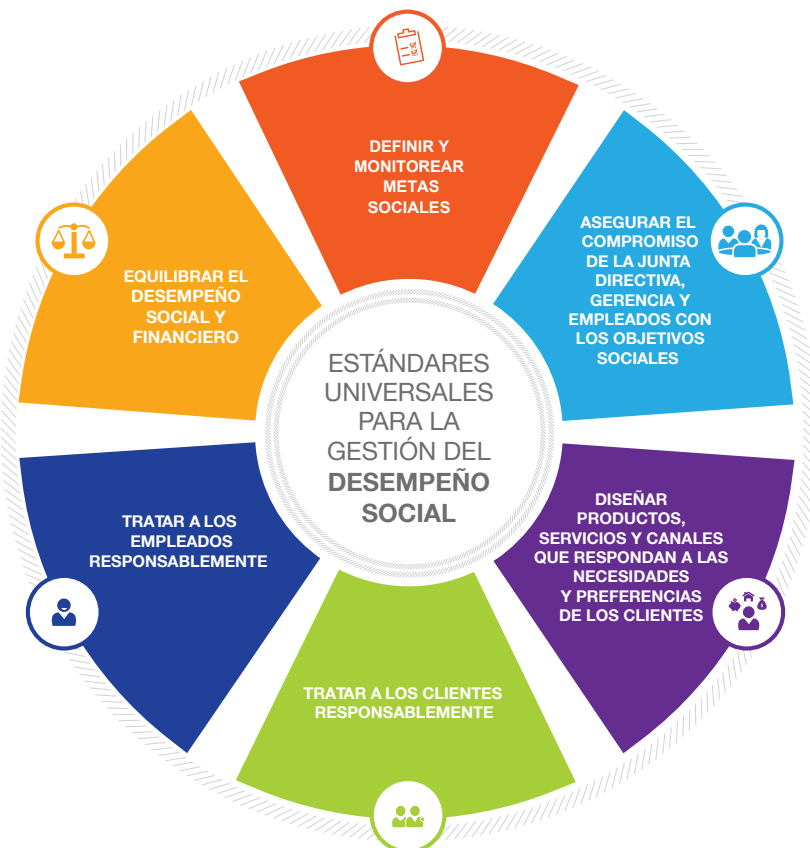 DEFINIR Y
MONITOREAR
METAS
SOCIALES
ASEGURAR EL
COMPROMISO
DE LA JUNTA
DIRECTIVA,
GERENCIA Y
EMPLEADOS CON
LOS OBJETIVOS
SOCIALES
DISEÑAR
PRODUCTOS,
SERVICIOS Y CANALES
QUE RESPONDAN A LAS
NECESIDADES
Y PREFERENCIAS
DE LOS CLIENTES
TRATAR A LOS CLIENTES
RESPONSABLEMENTE
TRATAR A LOS
EMPLEADOS
RESPONSABLEMENTE
EQUILIBRAR EL
DESEMPEÑO
SOCIAL Y
FINANCIERO
ESTÁNDARES
UNIVERSALES
PARA LA
GESTIÓN DEL
DESEMPEÑO
SOCIAL